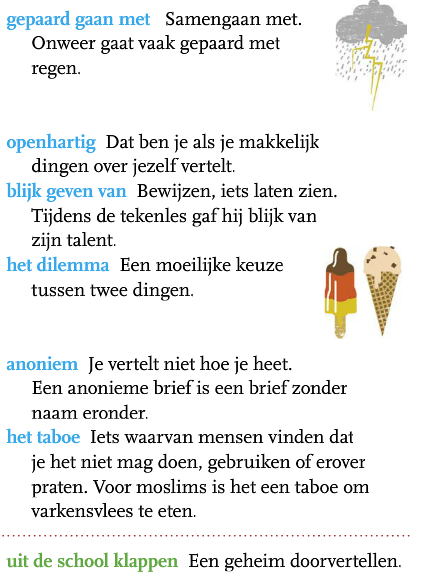 gepaard gaan met Samengaan met.
Onweer gaat vaak gepaard met
regen.
openhartig Dat ben je als je makkelijk
dingen over jezelf vertelt.
blijk geven van Bewijzen, iets laten zien.
Tijdens de tekenles gaf hij blijk van
zijn talent.
het dilemma Een moeilijke keuze
tussen twee dingen.
anoniem Je vertelt niet hoe je heet.
Een anonieme brief is een brief zonder
naam eronder.
het taboe Iets waarvan mensen vinden dat
je het niet mag doen, gebruiken of erover
praten. Voor moslims is het een taboe om
varkensvlees te eten.
uit de school klappen Een geheim doorvertellen.